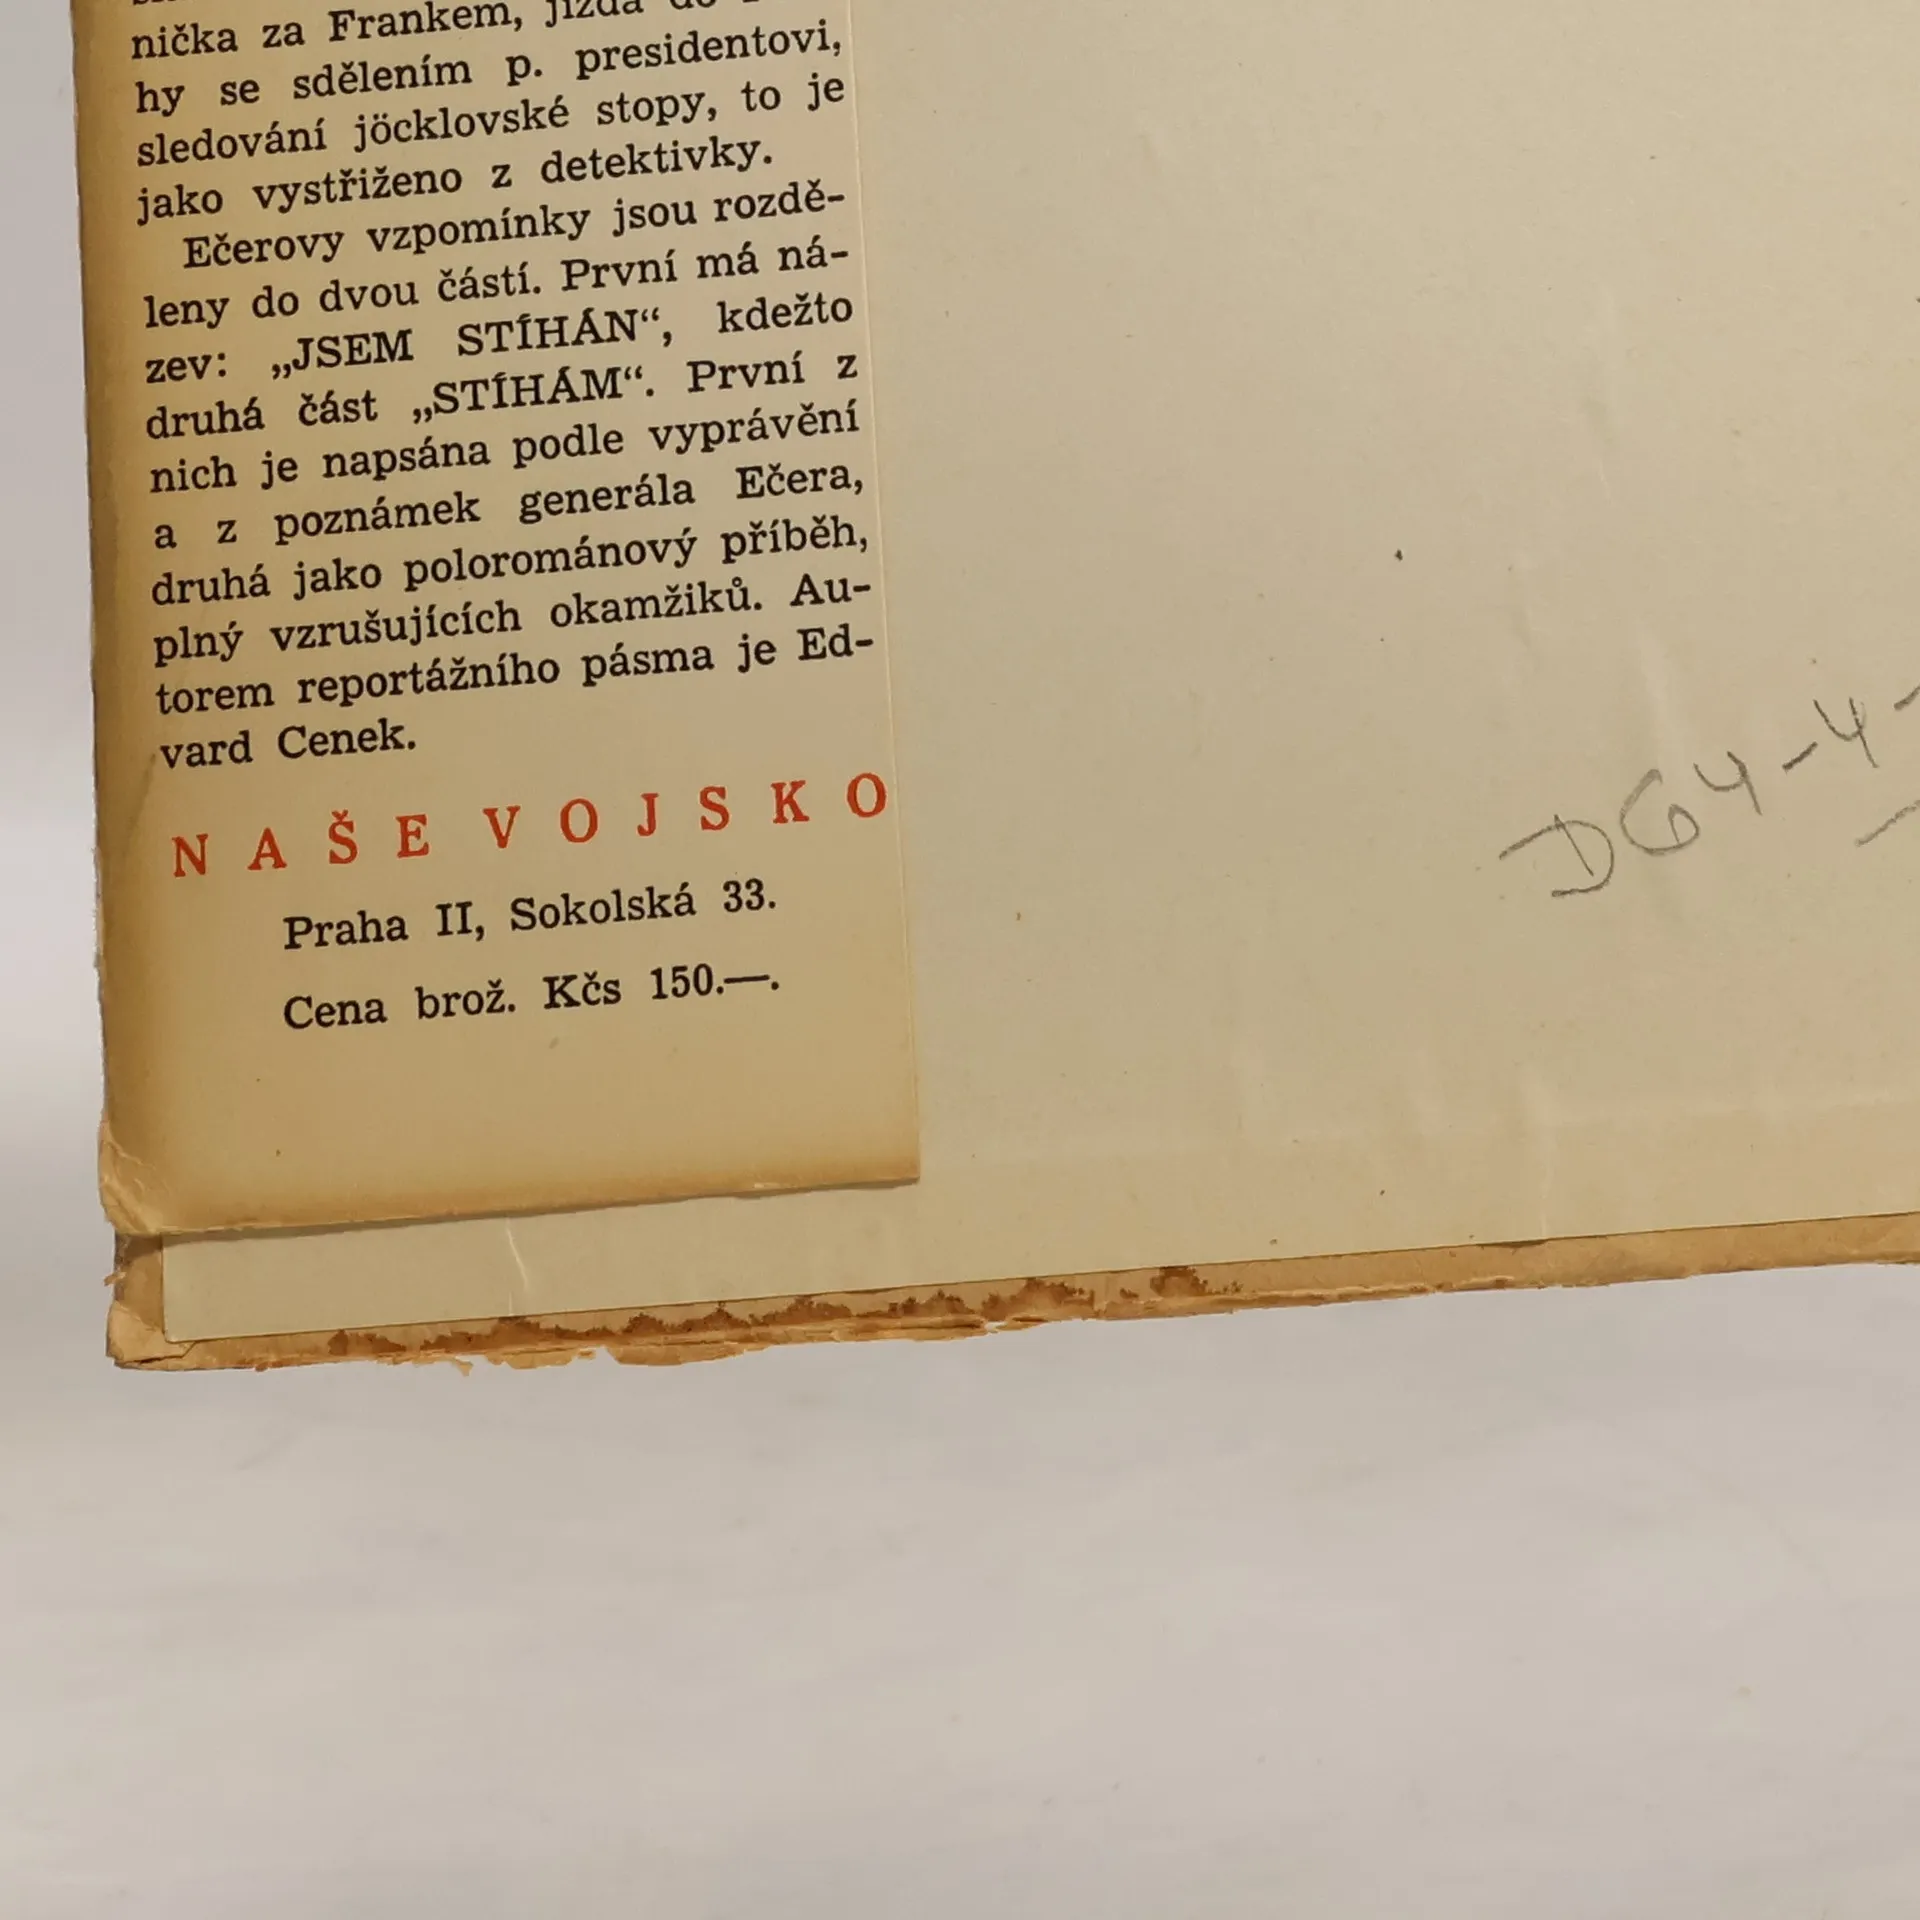 nička za Frankem, jízda do
hy se sdělením p. presidentovi,
sledování jöcklovské stopy, to je
jako vystřiženo z detektivky.
Ečerovy vzpomínky jsou rozdě-
leny do dvou částí. První má ná-
zev: „JSEM STÍHÁN“, kdežto
druhá část „STÍHÁM“. První z
nich je napsána podle vyprávění
a z poznámek generála Ečera,
druhá jako polorománový příběh,
plný vzrušujících okamžiků. Au-
torem reportážního pásma je Ed-
vard Cenek.
NAŠE VOJSKO
Praha II, Sokolská 33.
Cena brož. Kčs 150.—.
DG4-4-